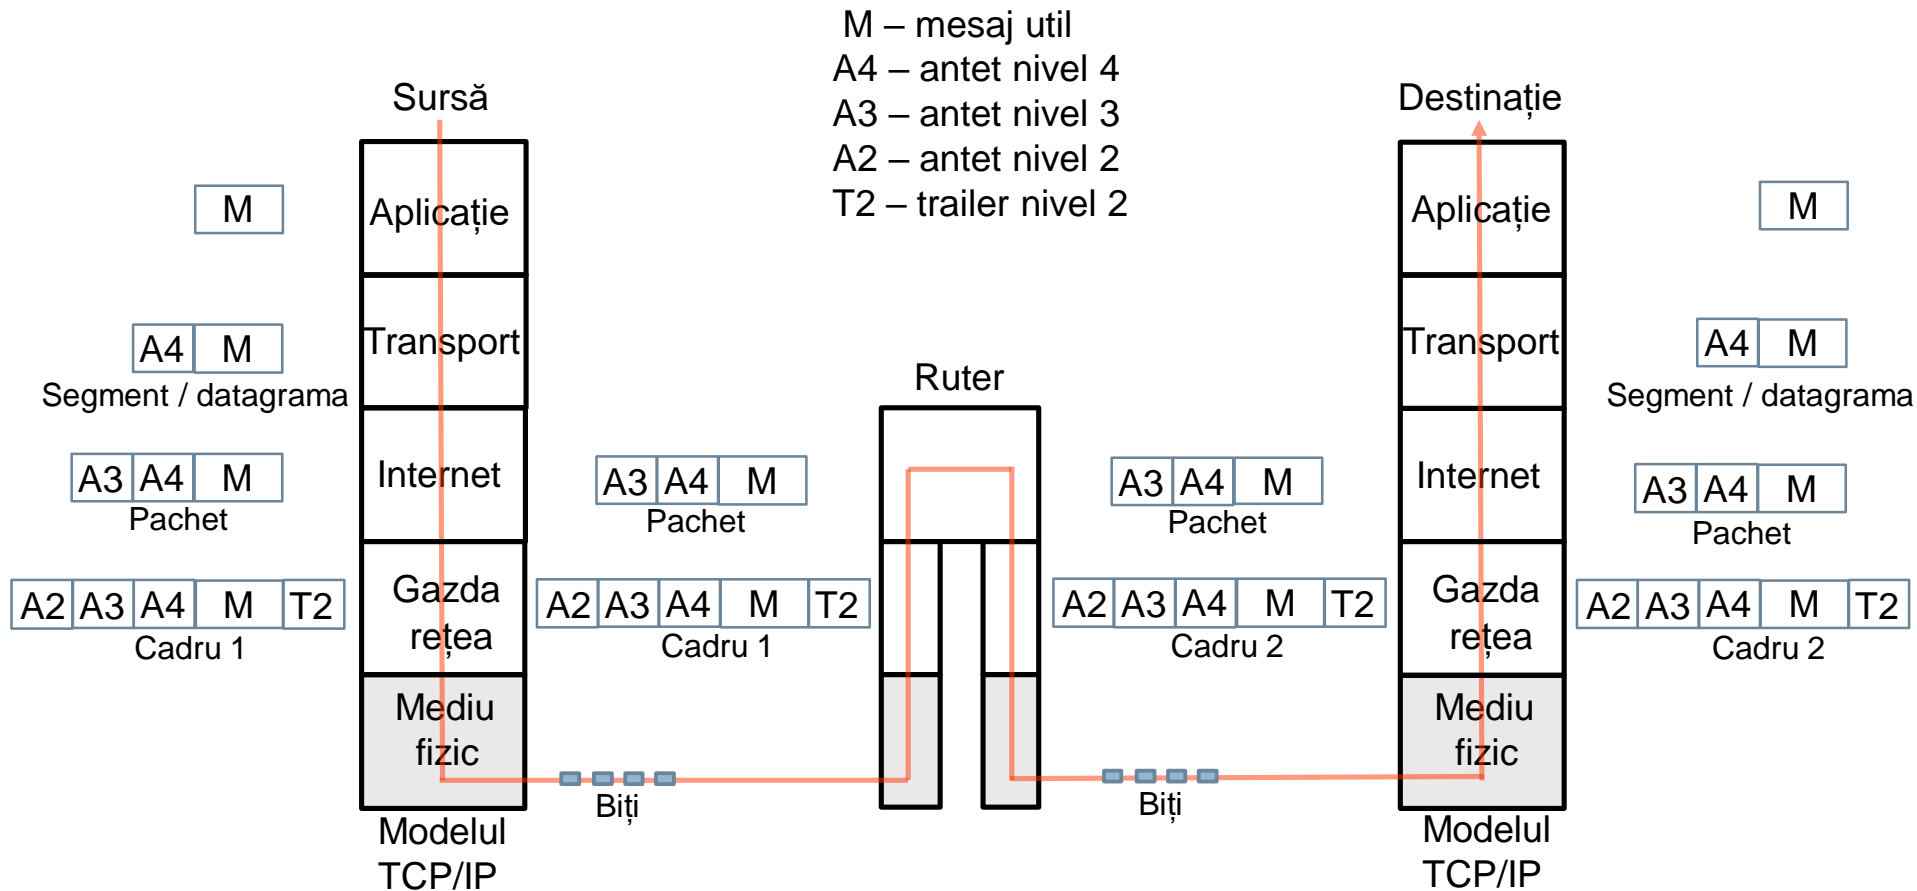 M – mesaj util
A4 – antet nivel 4
A3 – antet nivel 3
A2 – antet nivel 2
T2 – trailer nivel 2
Sursă
Destinație
M
Aplicație
Aplicație
M
A4 M
Segment / datagrama
Transport
Transport
A4 M
Segment / datagrama
Ruter
A3 A4 M
Pachet
Internet
A3 A4 M
Pachet
A3 A4 M
Pachet
Internet
A3 A4 M
Pachet
A2 A3 A4 M T2
Cadru 1
Gazda
rețea
A2 A3 A4 M T2
Cadru 1
A2 A3 A4 M T2
Cadru 2
Gazda
rețea
A2 A3 A4 M T2
Cadru 2
Mediu
fizic
Biți
Biți
Mediu
fizic
Modelul
TCP/IP
Modelul
TCP/IP